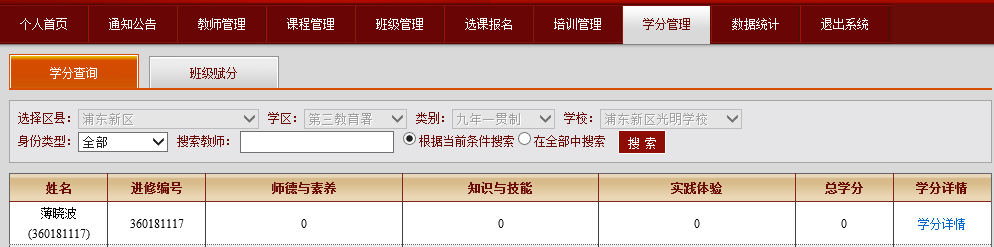 个人首页 通知公告 教师管理 课程管理 班级管理 选课报名 培训管理 学分管理 数据统计 退出系统
学分查询 班级赋分
选择区县： 浦东新区 学区： 第三教育署 类别： 九年一贯制 学校： 浦东新区光明学校
身份类型： 全部 搜索教师： 根据当前条件搜索 在全部中搜索 搜 索
姓名 进修编号 师德与素养 知识与技能 实践体验 总学分 学分详情
薄晓波
(360181117) 360181117 0 0 0 0 学分详情